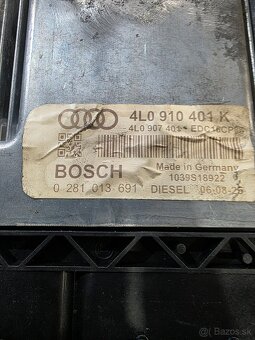 4L0 910 401 K
4L0 907 401 EDC16CP
BOSCH
Made in Germany
1039S18922
0 281 013 691 DIESEL 06-08-25
© bazos.sk